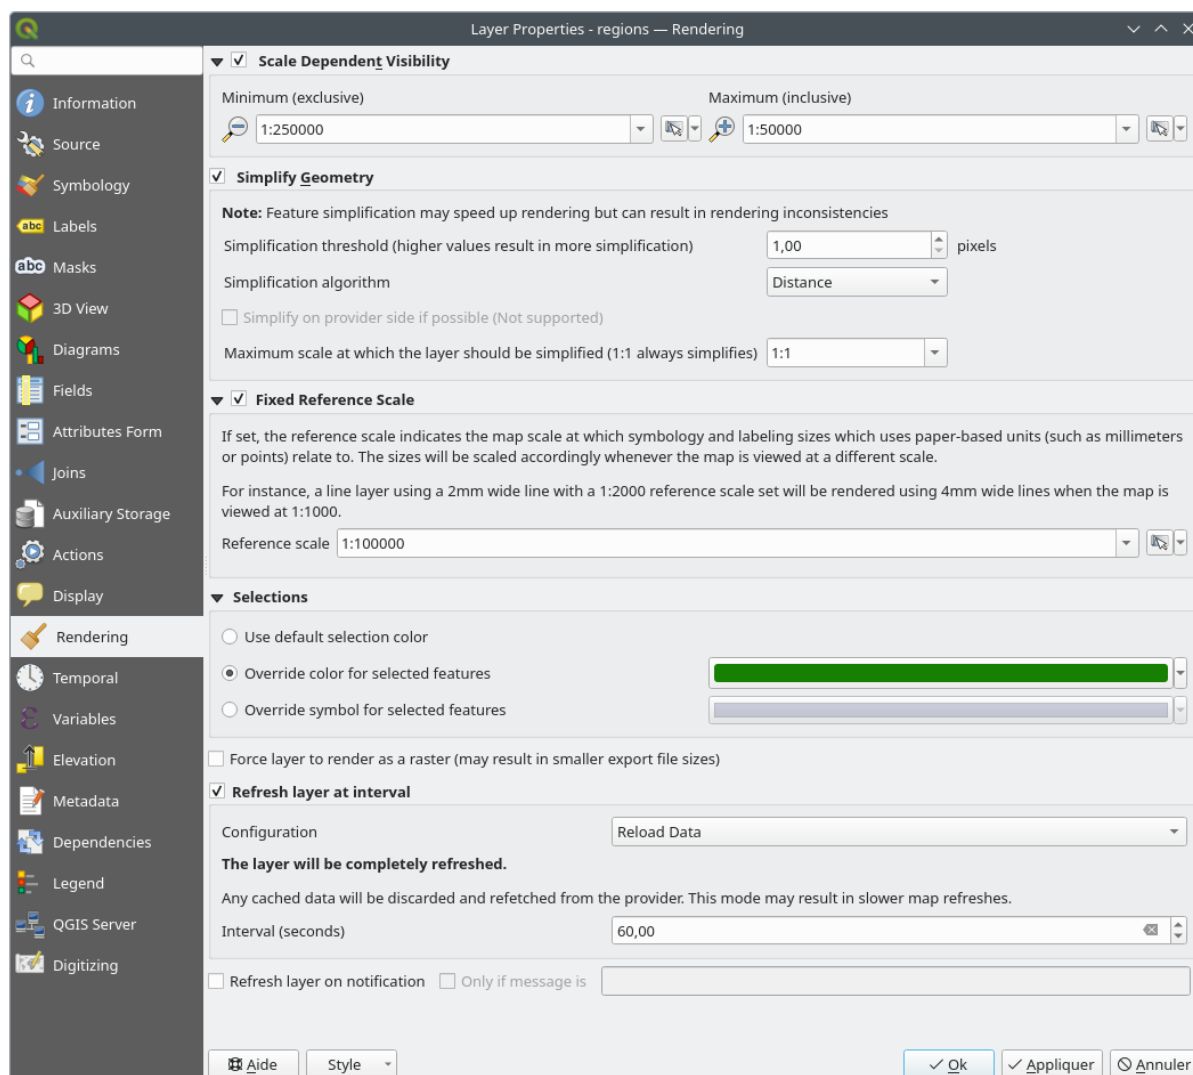 Layer Properties - regions — Rendering
Information
Source
Symbology
abc Labels
abc Masks
3D View
Diagrams
Fields
Attributes Form
Joins
Auxiliary Storage
Actions
Display
Rendering
Temporal
Variables
Elevation
Metadata
Dependencies
Legend
QGIS Server
Digitizing
Scale Dependent Visibility
Minimum (exclusive) Maximum (inclusive)
1:250000 1:50000
Simplify Geometry
Note: Feature simplification may speed up rendering but can result in rendering inconsistencies
Simplification threshold (higher values result in more simplification) 1,00 pixels
Simplification algorithm Distance
Simplify on provider side if possible (Not supported)
Maximum scale at which the layer should be simplified (1:1 always simplifies) 1:1
Fixed Reference Scale
If set, the reference scale indicates the map scale at which symbology and labeling sizes which uses paper-based units (such as millimeters
or points) relate to. The sizes will be scaled accordingly whenever the map is viewed at a different scale.
For instance, a line layer using a 2mm wide line with a 1:2000 reference scale set will be rendered using 4mm wide lines when the map is
viewed at 1:1000.
Reference scale 1:100000
Selections
Use default selection color
Override color for selected features
Override symbol for selected features
Force layer to render as a raster (may result in smaller export file sizes)
Refresh layer at interval
Configuration Reload Data
The layer will be completely refreshed.
Any cached data will be discarded and refetched from the provider. This mode may result in slower map refreshes.
Interval (seconds) 60,00
Refresh layer on notification Only if message is
Aide Style Ok Appliquer Annuler